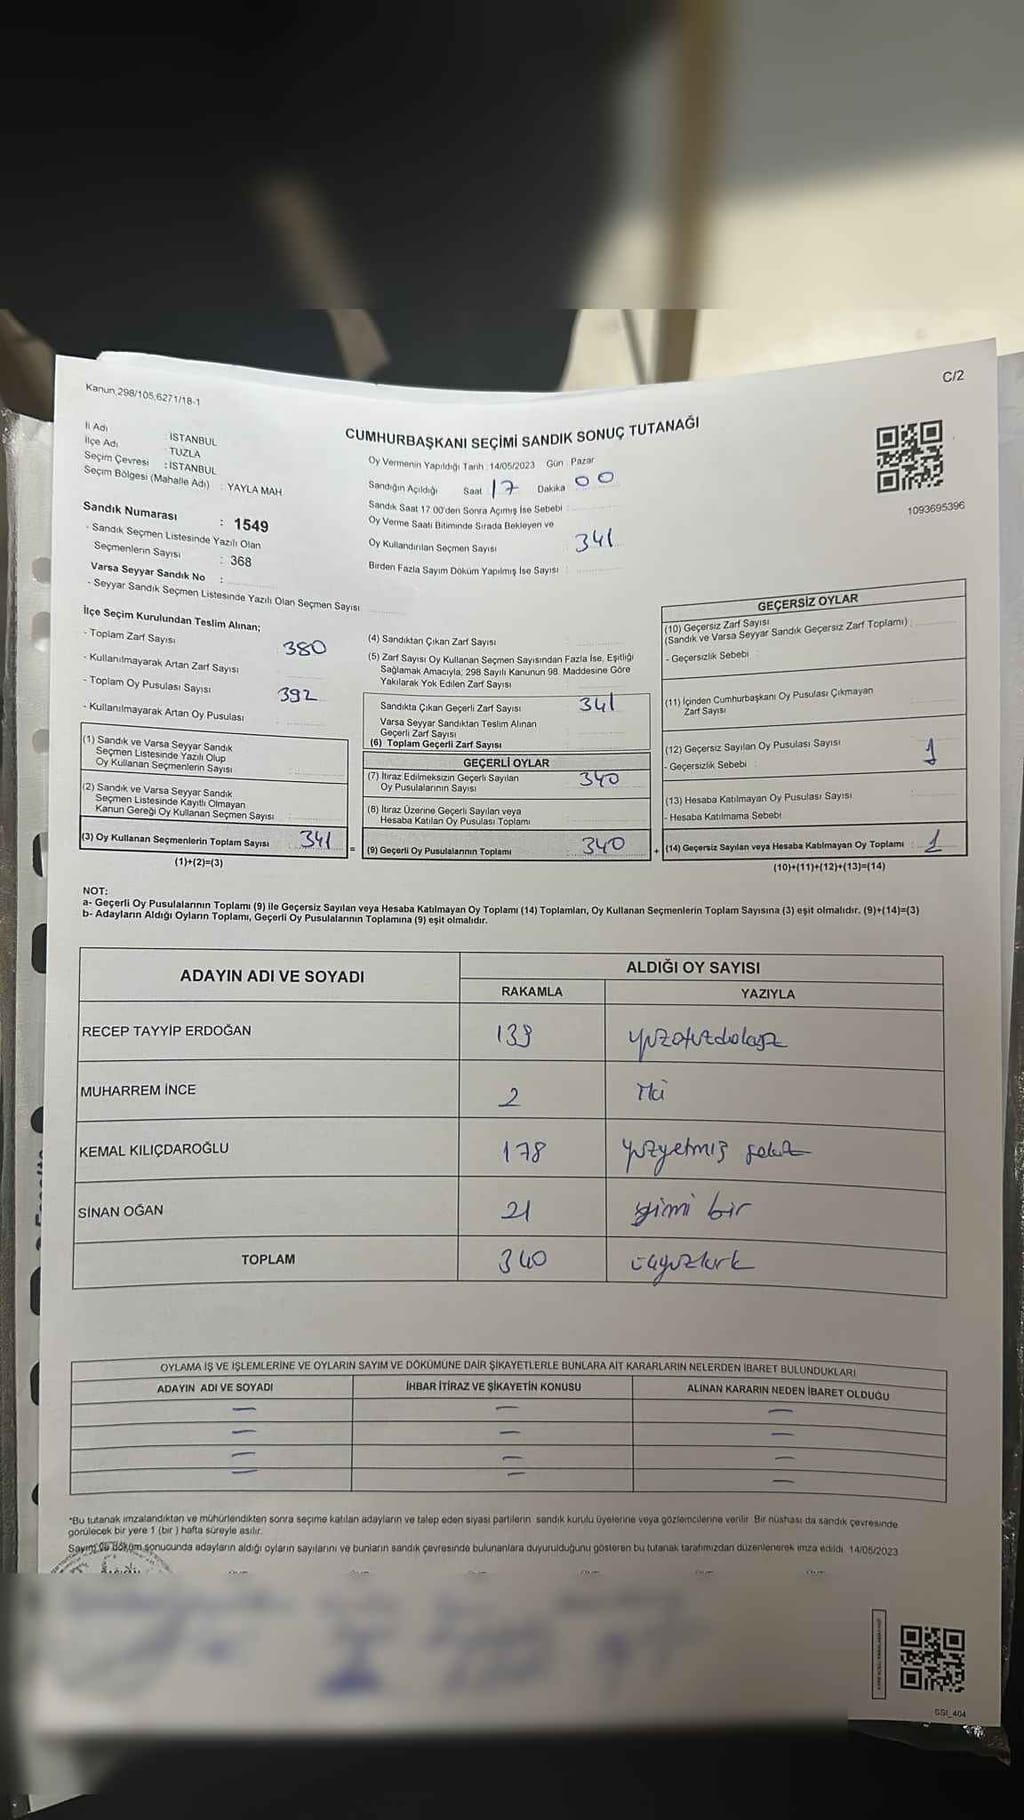 Kanun,298/105,6271/18-1
C/2
İl Adı : İSTANBUL
İlçe Adı : TUZLA
Seçim Çevresi : İSTANBUL
Seçim Bölgesi (Mahalle Adı) : YAYLA MAH
Sandık Numarası : 1549
- Sandık Seçmen Listesinde Yazılı Olan
Seçmenlerin Sayısı : 368
Varsa Seyyar Sandık No :
- Seyyar Sandık Seçmen Listesinde Yazılı Olan Seçmen Sayısı
CUMHURBAŞKANI SEÇİMİ SANDIK SONUÇ TUTANAĞI
Oy Vermenin Yapıldığı Tarih : 14/05/2023 Gün : Pazar
Sandığın Açıldığı Saat 17 Dakika 00
Sandık Saat 17 00'den Sonra Açımış İse Sebebi :
Oy Verme Saati Bitiminde Sırada Bekleyen ve
Oy Kullandırılan Seçmen Sayısı 341
Birden Fazla Sayım Döküm Yapılmış İse Sayısı :
1093695396
İlçe Seçim Kurulundan Teslim Alınan;
- Toplam Zarf Sayısı 380
- Kullanılmayarak Artan Zarf Sayısı
- Toplam Oy Pusulası Sayısı 392
- Kullanılmayarak Artan Oy Pusulası
(1) Sandık ve Varsa Seyyar Sandık
Seçmen Listesinde Yazılı Olup
Oy Kullanan Seçmenlerin Sayısı
(2) Sandık ve Varsa Seyyar Sandık
Seçmen Listesinde Kayıtlı Olmayan
Kanun Gereği Oy Kullanan Seçmen Sayısı
(3) Oy Kullanan Seçmenlerin Toplam Sayısı 341 =
(1)+(2)=(3)
(4) Sandıktan Çıkan Zarf Sayısı
(5) Zarf Sayısı Oy Kullanan Seçmen Sayısından Fazla İse, Eşitliği
Sağlamak Amacıyla, 298 Sayılı Kanunun 98. Maddesine Göre
Yakılarak Yok Edilen Zarf Sayısı
Sandıkta Çıkan Geçerli Zarf Sayısı 341
Varsa Seyyar Sandıktan Teslim Alınan
Geçerli Zarf Sayısı
(6) Toplam Geçerli Zarf Sayısı
GEÇERLİ OYLAR
(7) İtiraz Edilmeksizin Geçerli Sayılan
Oy Pusulalarının Sayısı 340
(8) İtiraz Üzerine Geçerli Sayılan veya
Hesaba Katılan Oy Pusulası Toplamı
(9) Geçerli Oy Pusulalarının Toplamı 340 +
GEÇERSİZ OYLAR
(10) Geçersiz Zarf Sayısı
(Sandık ve Varsa Seyyar Sandık Geçersiz Zarf Toplamı) :
- Geçersizlik Sebebi :
(11) İçinden Cumhurbaşkanı Oy Pusulası Çıkmayan
Zarf Sayısı
(12) Geçersiz Sayılan Oy Pusulası Sayısı : 1
- Geçersizlik Sebebi :
(13) Hesaba Katılmayan Oy Pusulası Sayısı
- Hesaba Katılmama Sebebi
(14) Geçersiz Sayılan veya Hesaba Katılmayan Oy Toplamı : 1
(10)+(11)+(12)+(13)=(14)
NOT:
a- Geçerli Oy Pusulalarının Toplamı (9) ile Geçersiz Sayılan veya Hesaba Katılmayan Oy Toplamı (14) Toplamları, Oy Kullanan Seçmenlerin Toplam Sayısına (3) eşit olmalıdır. (9)+(14)=(3)
b- Adayların Aldığı Oyların Toplamı, Geçerli Oy Pusulalarının Toplamına (9) eşit olmalıdır.
ADAYIN ADI VE SOYADI
ALDIĞI OY SAYISI
RAKAMLA YAZIYLA
RECEP TAYYİP ERDOĞAN 139 yüzotuzdokuz
MUHARREM İNCE 2 iki
KEMAL KILIÇDAROĞLU 178 yüzyetmiş sekiz
SİNAN OĞAN 21 yirmi bir
TOPLAM 340 üçyüzkırk
OYLAMA İŞ VE İŞLEMLERİNE VE OYLARIN SAYIM VE DÖKÜMÜNE DAİR ŞİKAYETLERLE BUNLARA AİT KARARLARIN NELERDEN İBARET BULUNDUKLARI
ADAYIN ADI VE SOYADI İHBAR İTİRAZ VE ŞİKAYETİN KONUSU ALINAN KARARIN NEDEN İBARET OLDUĞU
*Bu tutanak imzalandıktan ve mühürlendikten sonra seçime katılan adayların ve talep eden siyasi partilerin sandık kurulu üyelerine veya gözlemcilerine verilir. Bir nüshası da sandık çevresinde
görülecek bir yere 1 (bir ) hafta süreyle asılır.
Sayım ve döküm sonucunda adayların aldığı oyların sayılarını ve bunların sandık çevresinde bulunanlara duyurulduğunu gösteren bu tutanak tarafımızdan düzenlenerek imza edildi. 14/05/2023
SSI_404